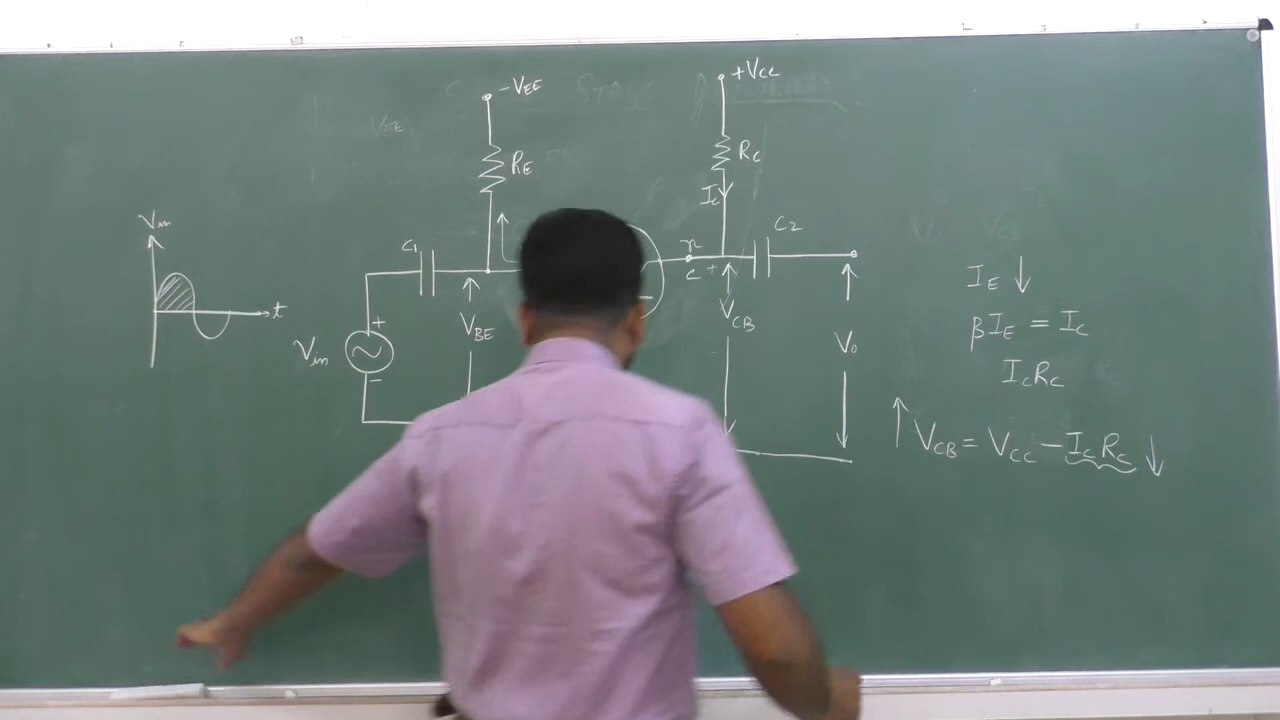 -VEE
+VCC
RE
RC
IC
Vin
C1
C2
n
C +
t
+
Vin
-
VBE
VCB
-
V0
IE ↓
βIE = IC
ICRC
↑ VCB = VCC - ICRC ↓